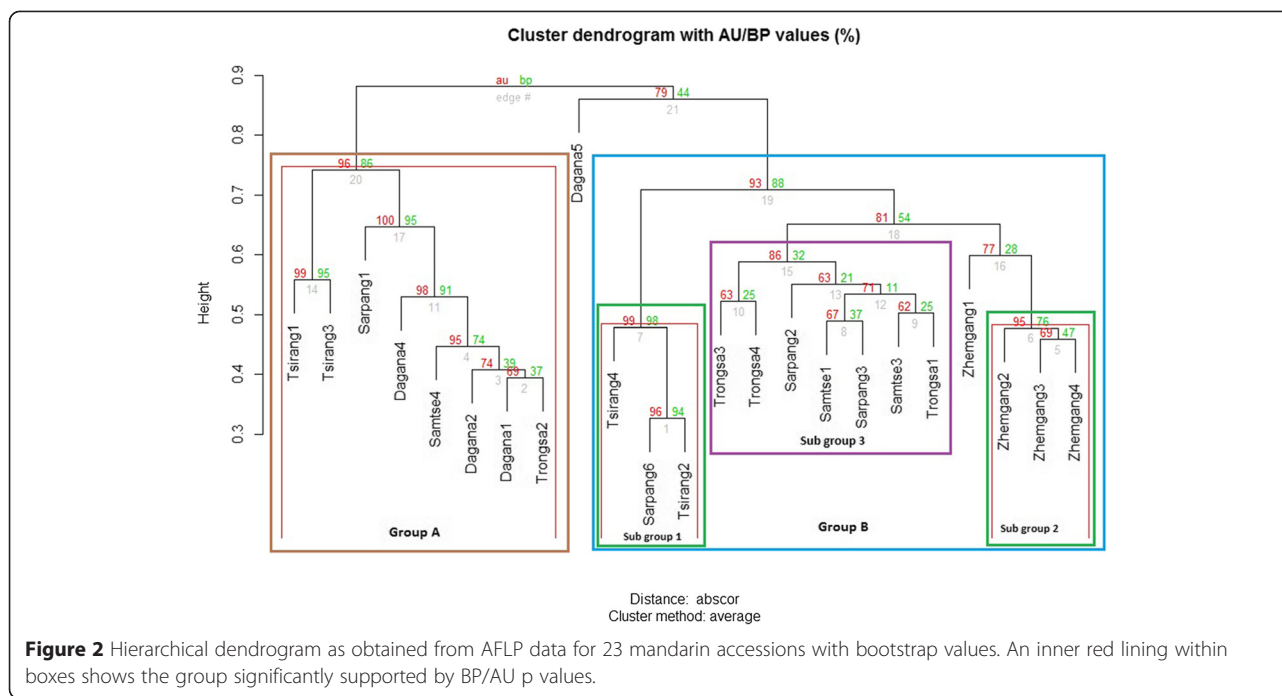 Cluster dendrogram with AU/BP values (%)
Height
0.9
0.8
0.7
0.6
0.5
0.4
0.3
au bp
edge #
79 44
21
Dagana5
96 86
20
100 95
17
Sarpang1
99 95
14
Tsirang1
Tsirang3
98 91
11
Dagana4
95 74
4
Samtse4
74 39
3
Dagana2
69 37
2
Dagana1
Trongsa2
Group A
93 88
19
99 98
7
Tsirang4
96 94
1
Sarpang6
Tsirang2
Sub group 1
81 54
18
86 32
15
63 25
10
Trongsa3
Trongsa4
63 21
13
Sarpang2
71 11
12
67 37
8
Samtse1
Sarpang3
62 25
9
Samtse3
Trongsa1
Sub group 3
77 28
16
Zhemgang1
95 76
6
Zhemgang2
69 47
5
Zhemgang3
Zhemgang4
Sub group 2
Group B
Distance: abscor
Cluster method: average
Figure 2 Hierarchical dendrogram as obtained from AFLP data for 23 mandarin accessions with bootstrap values. An inner red lining within
boxes shows the group significantly supported by BP/AU p values.